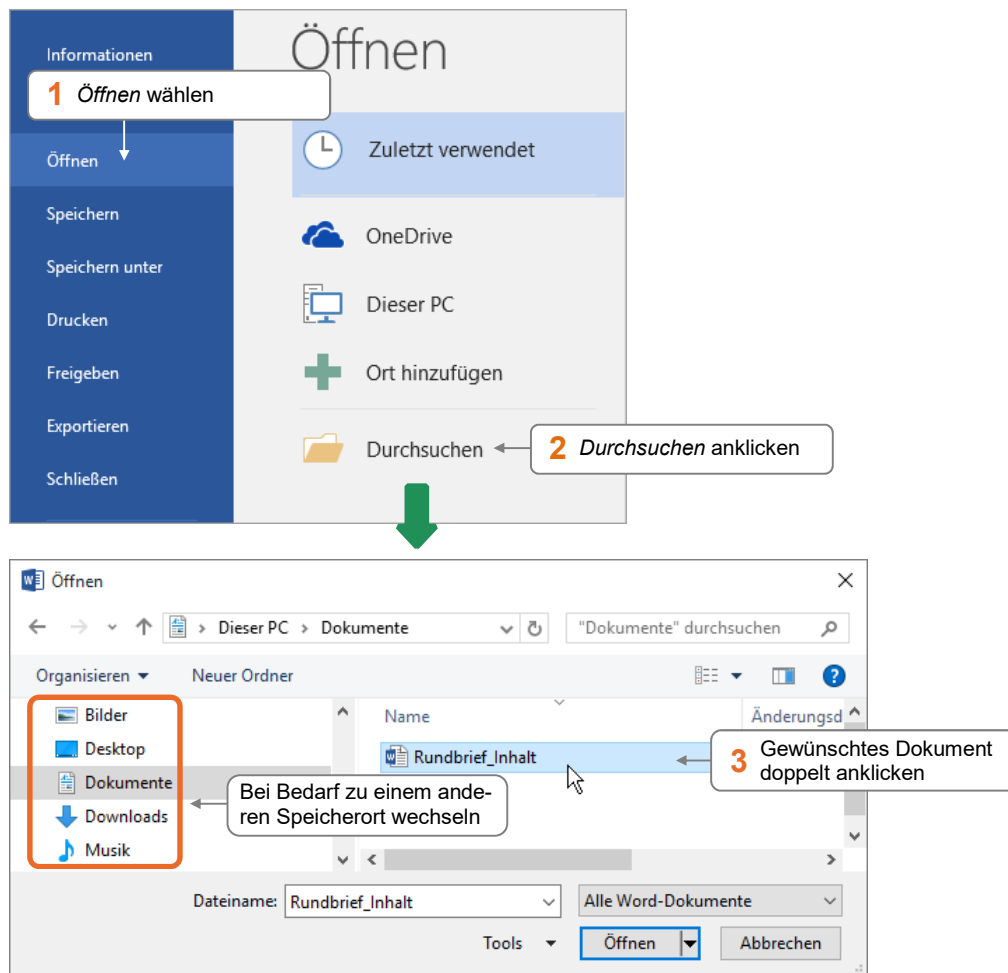 Öffnen
Informationen
1 Öffnen wählen
Öffnen
Speichern
Speichern unter
Drucken
Freigeben
Exportieren
Schließen
Zuletzt verwendet
OneDrive
Dieser PC
Ort hinzufügen
Durchsuchen
2 Durchsuchen anklicken
Öffnen
Dieser PC > Dokumente
"Dokumente" durchsuchen
Organisieren
Neuer Ordner
?
Bilder
Desktop
Dokumente
Downloads
Musik
Name
Änderungsd
Rundbrief_Inhalt
3 Gewünschtes Dokument
doppelt anklicken
Bei Bedarf zu einem ande-
ren Speicherort wechseln
Dateiname: Rundbrief_Inhalt
Alle Word-Dokumente
Tools
Öffnen
Abbrechen